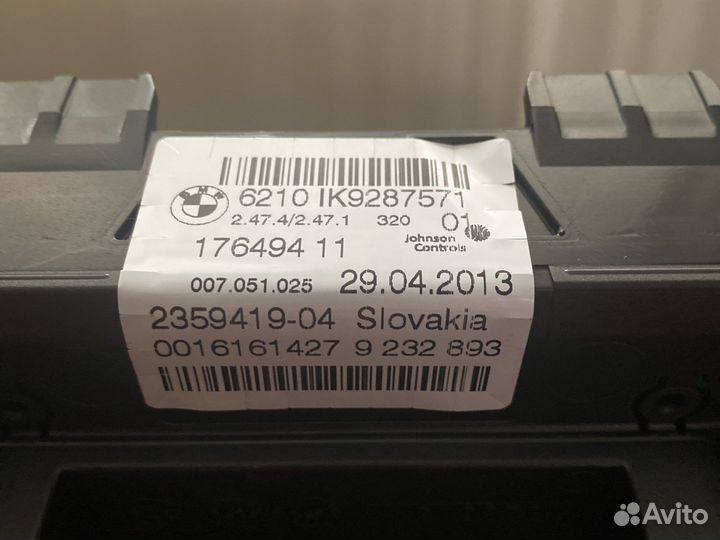 BMW
6210 IK9287571
2.47.4/2.47.1 320 01
176494 11
Johnson
Controls
007.051.025 29.04.2013
2359419-04 Slovakia
0016161427 9 232 893
Avito